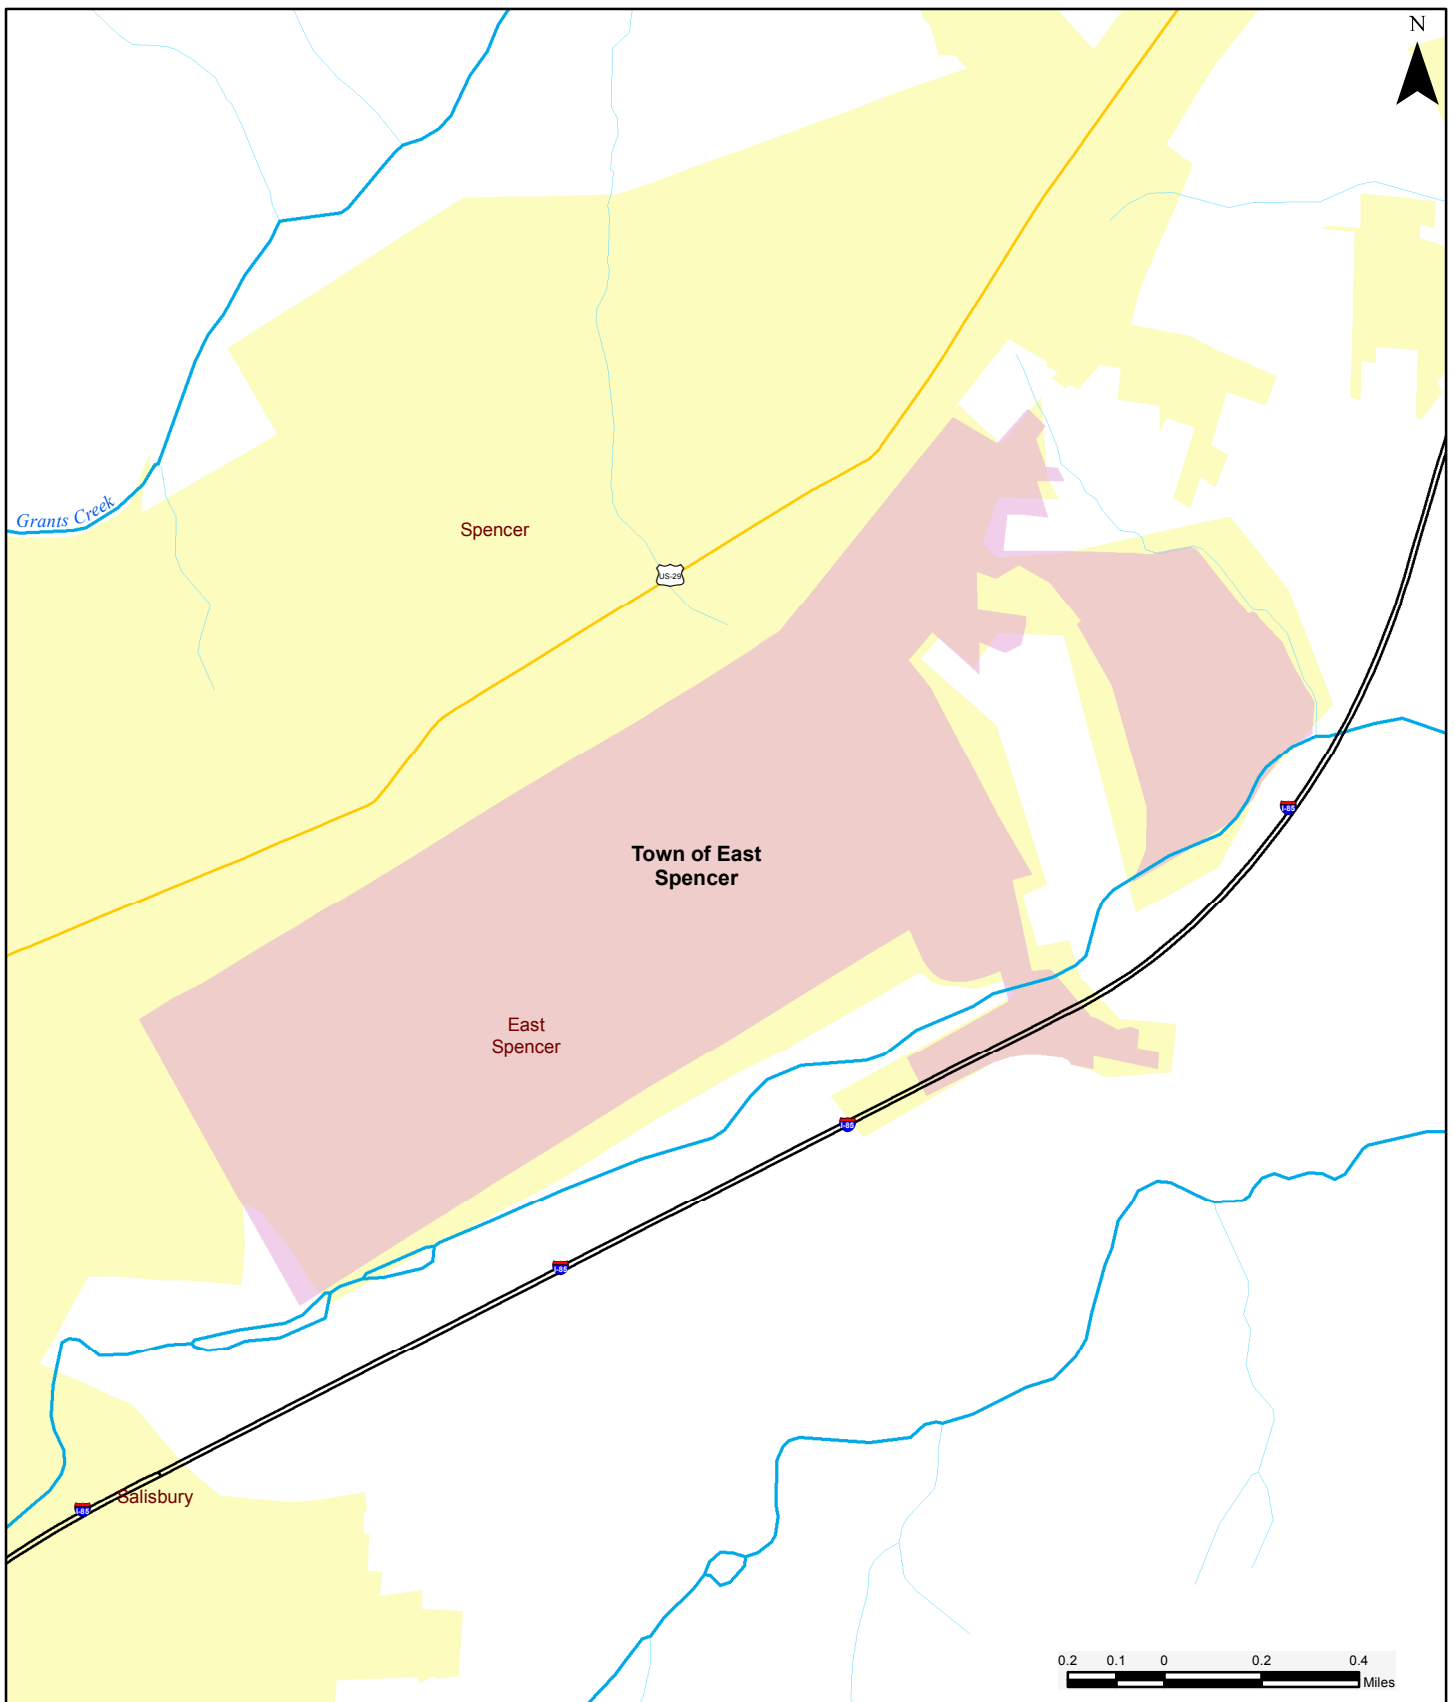 N
Grants Creek
Spencer
US-29
I-85
Town of East
Spencer
East
Spencer
I-85
I-85
Salisbury
I-85
0.2 0.1 0 0.2 0.4
Miles